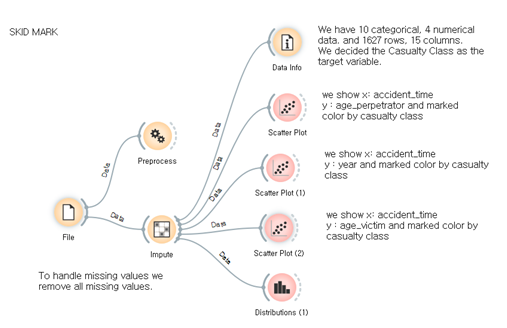 SKID MARK
We have 10 categorical, 4 numerical
data, and 1627 rows, 15 columns.
We decided the Casualty Class as the
target variable.
Data Info
Data
we show x: accident_time
y : age_perpetrator and marked
color by casualty class
Scatter Plot
Data
Data
Preprocess
we show x: accident_time
y : year and marked color by casualty
class
Scatter Plot (1)
Data
File
Data
Impute
Data
we show x: accident_time
y : age_victim and marked color by
casualty class
Scatter Plot (2)
Data
To handle missing values we
remove all missing values.
Distributions (1)